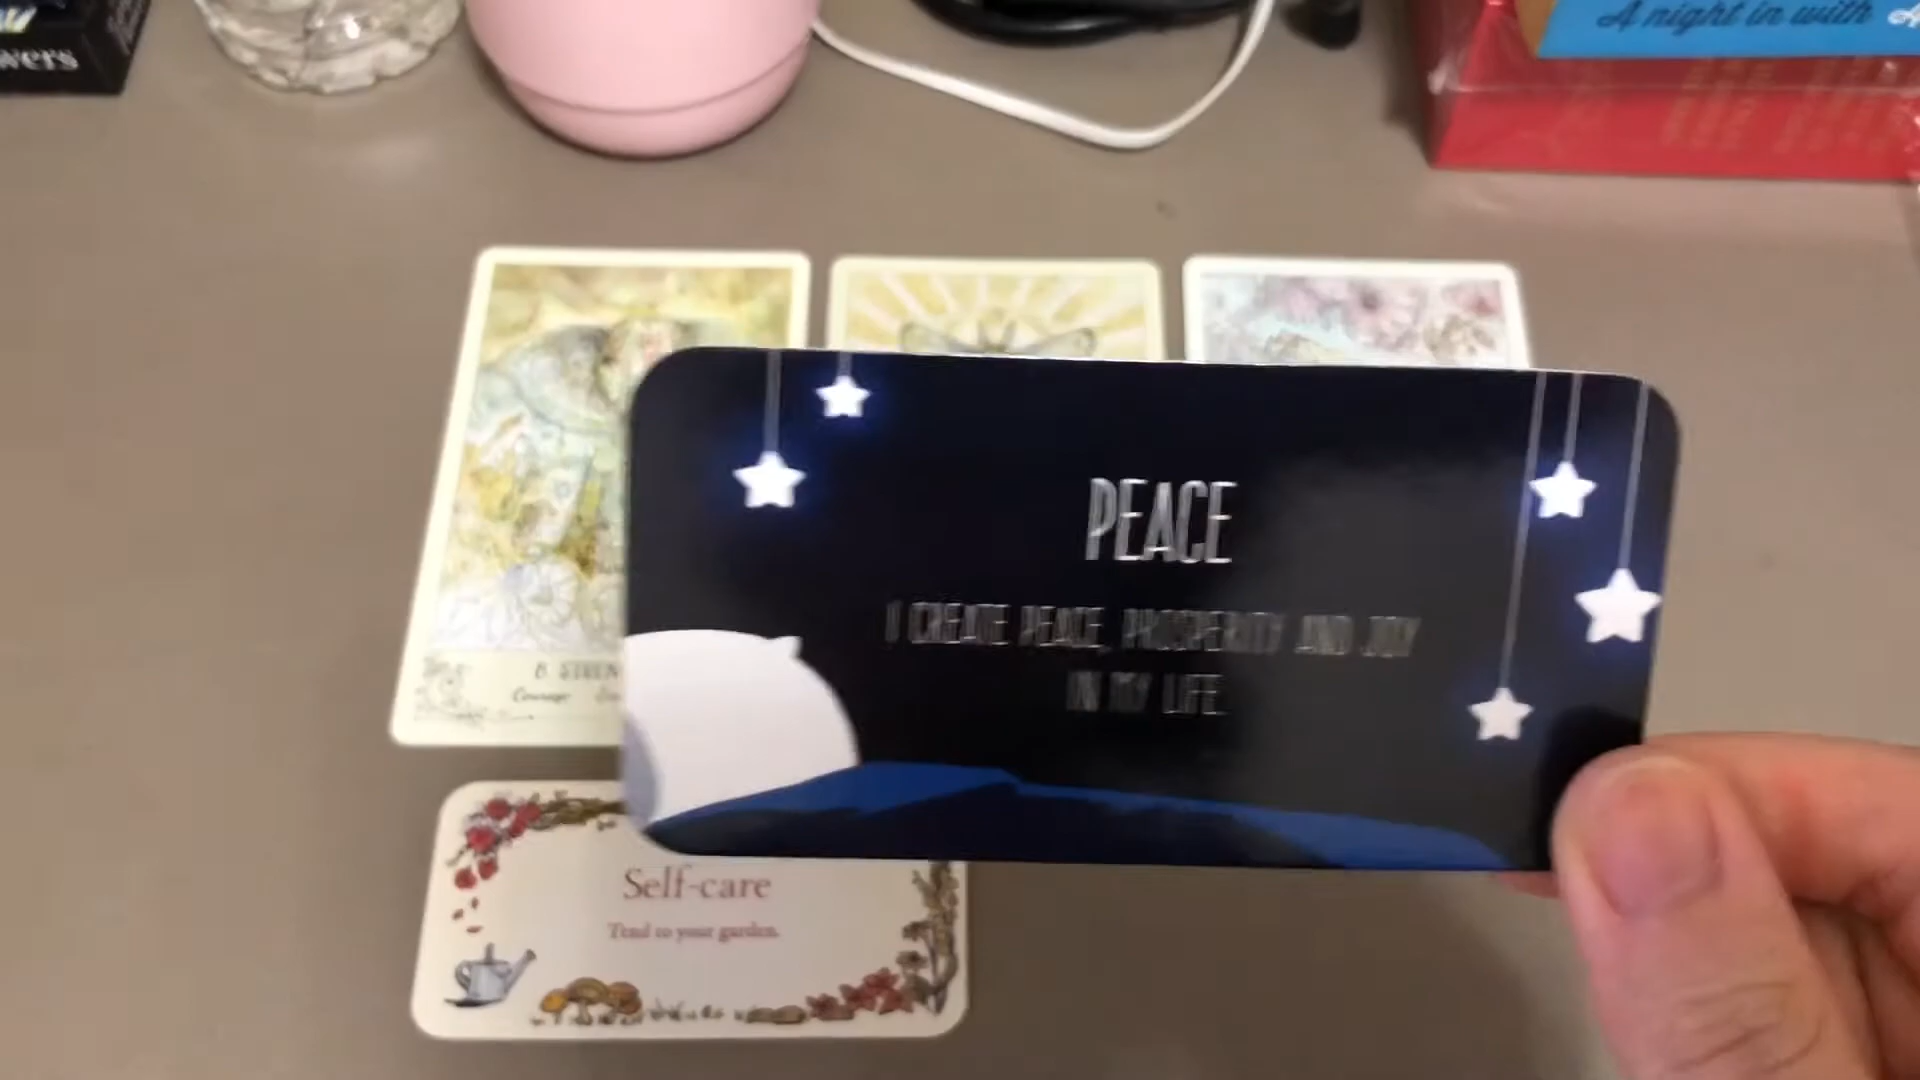 wers
A night in with
PEACE
I CREATE PEACE, PROSPERITY AND JOY
IN MY LIFE.
8 STREN
Courage
Self-care
Tend to your garden.